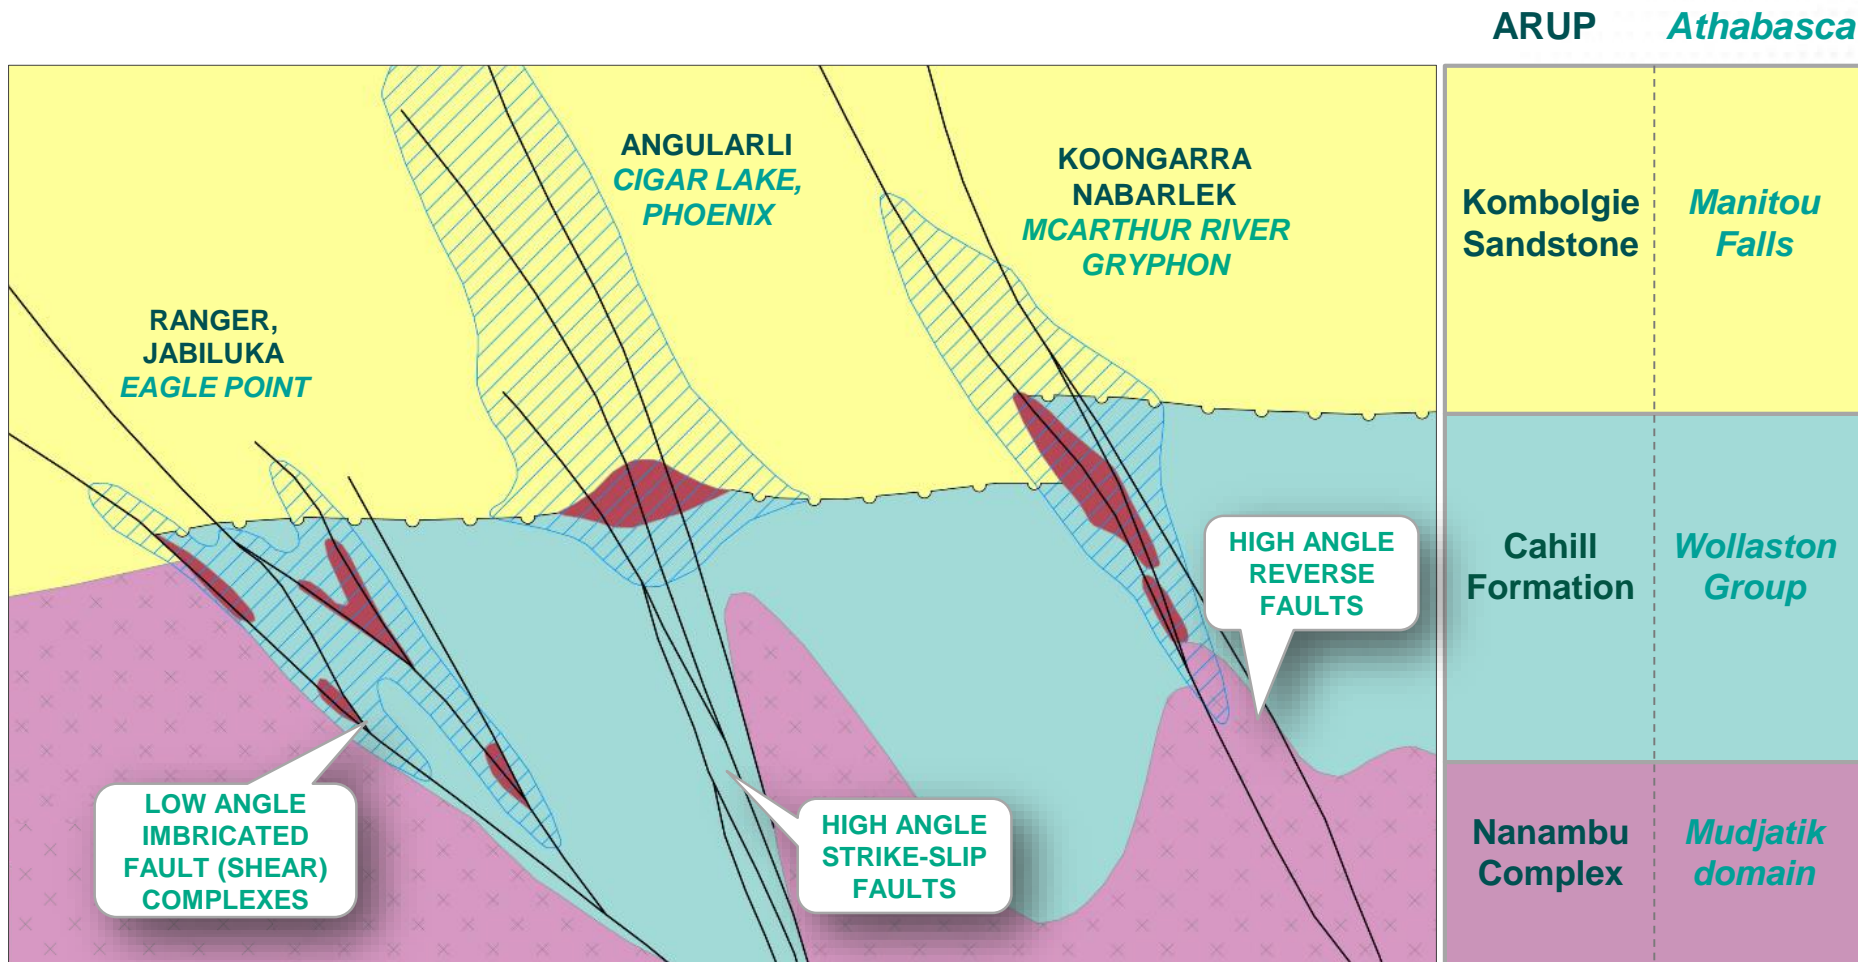 ARUP Athabasca
ANGULARLI
CIGAR LAKE,
PHOENIX
KOONGARRA
NABARLEK
MCARTHUR RIVER
GRYPHON
RANGER,
JABILUKA
EAGLE POINT
Kombolgie
Sandstone
Manitou
Falls
HIGH ANGLE
REVERSE
FAULTS
Cahill
Formation
Wollaston
Group
LOW ANGLE
IMBRICATED
FAULT (SHEAR)
COMPLEXES
HIGH ANGLE
STRIKE-SLIP
FAULTS
Nanambu
Complex
Mudjatik
domain